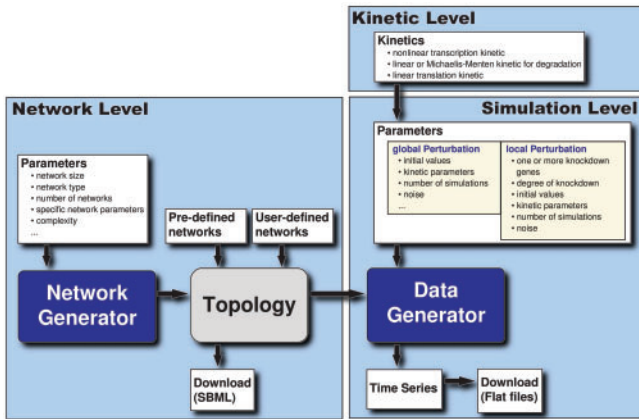 Kinetic Level
Kinetics
• nonlinear transcription kinetic
• linear or Michaelis-Menten kinetic for degradation
• linear translation kinetic
Network Level
Parameters
• network size
• network type
• number of networks
• specific network parameters
• complexity
...
Pre-defined
networks
User-defined
networks
Network
Generator
Topology
Download
(SBML)
Simulation Level
Parameters
global Perturbation
• initial values
• kinetic parameters
• number of simulations
• noise
...
local Perturbation
• one or more knockdown
genes
• degree of knockdown
• initial values
• kinetic parameters
• number of simulations
• noise
Data
Generator
Time Series
Download
(Flat files)